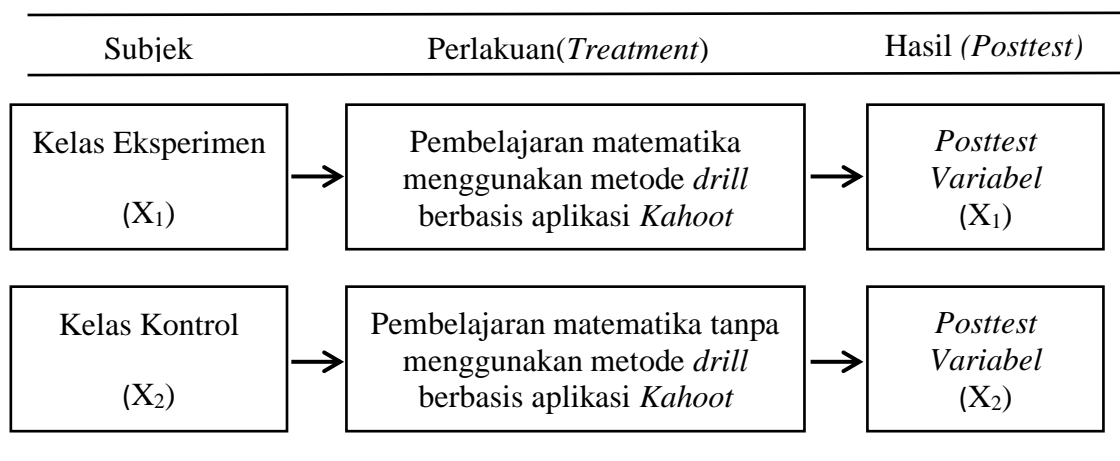 Subjek Perlakuan(Treatment) Hasil (Posttest)
Kelas Eksperimen
(X₁)
Pembelajaran matematika
menggunakan metode drill
berbasis aplikasi Kahoot
Posttest
Variabel
(X₁)
Kelas Kontrol
(X₂)
Pembelajaran matematika tanpa
menggunakan metode drill
berbasis aplikasi Kahoot
Posttest
Variabel
(X₂)